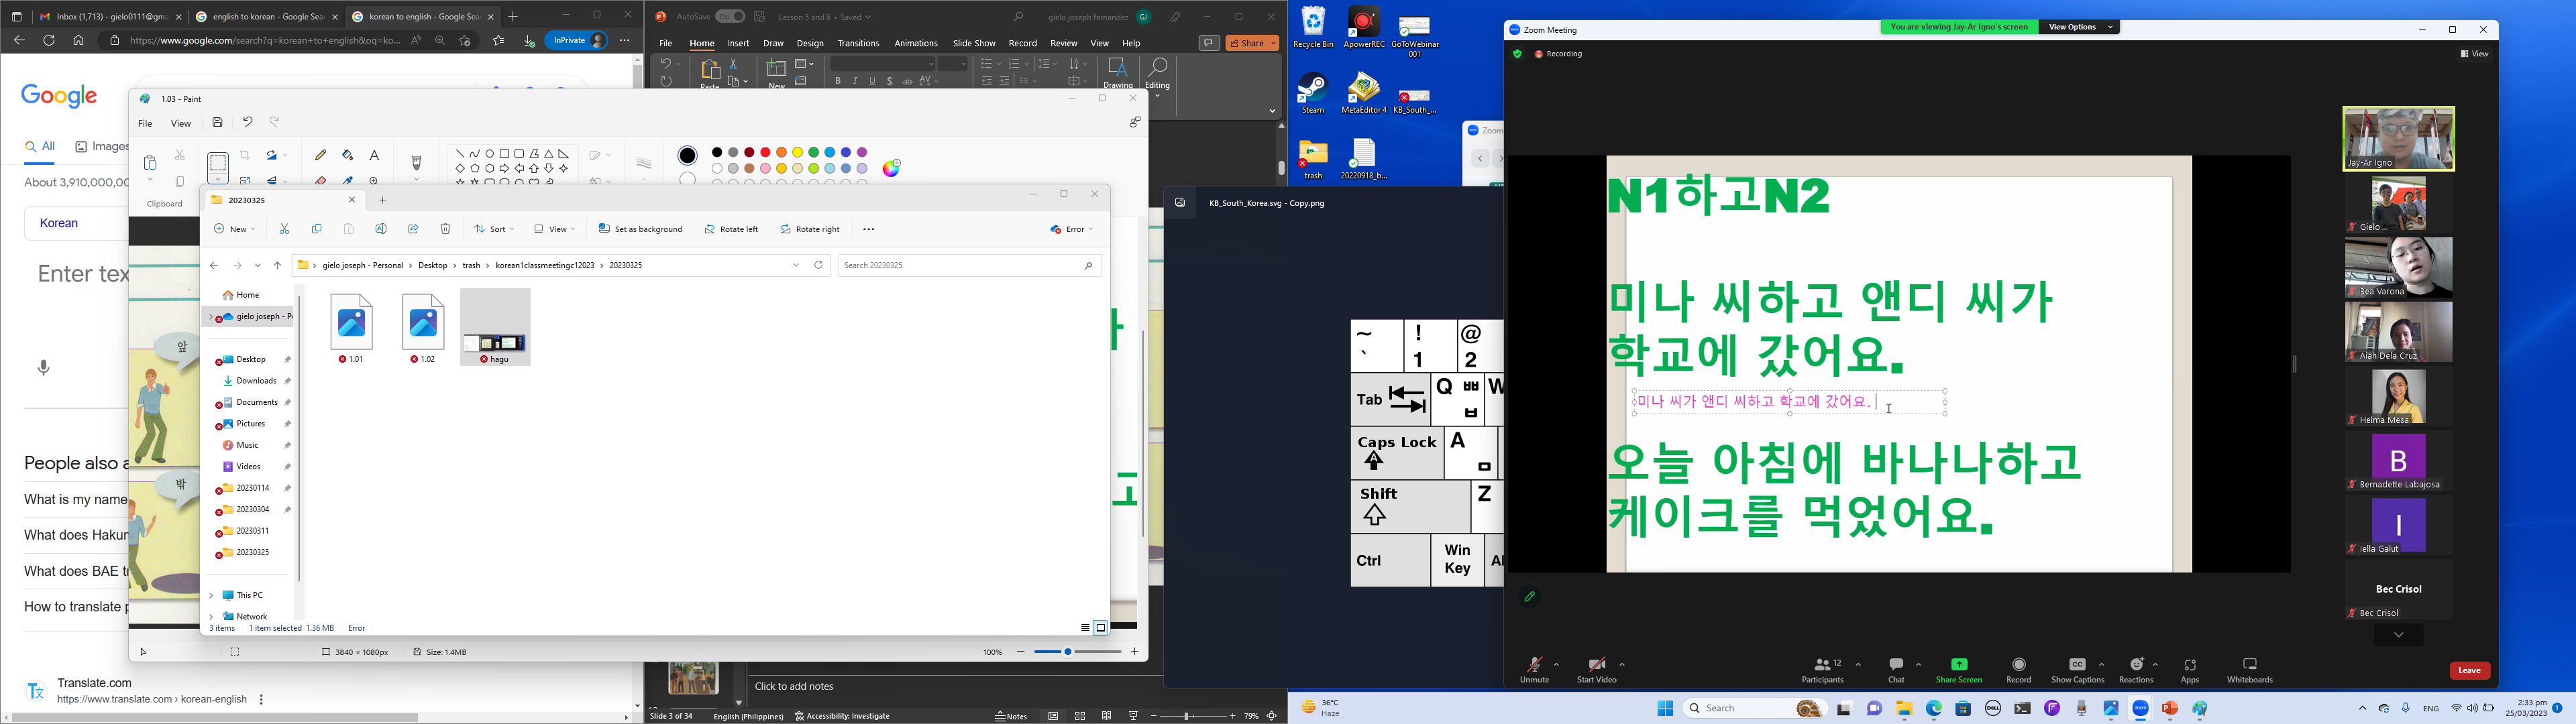 Inbox (1,713) - gielo0111@gma
english to korean - Google Sear
korean to english - Google Sear
https://www.google.com/search?q=korean+to+english&oq=ko...
InPrivate
Google
All
Images
About 3,910,000,00
Korean
Enter tex
People also a
What is my name
What does Hakun
What does BAE tr
How to translate p
Translate.com
https://www.translate.com › korean-english
AutoSave
On
Lesson 5 and 6 • Saved
gielo joseph fernandez
GJ
File
Home
Insert
Draw
Design
Transitions
Animations
Slide Show
Record
Review
View
Help
Share
Paste
New
Drawing
Editing
Click to add notes
Slide 3 of 34
English (Philippines)
Accessibility: Investigate
Notes
79%
1.03 - Paint
File
View
Clipboard
앞
밖
100%
3840 × 1080px
Size: 1.4MB
20230325
New
Sort
View
Set as background
Rotate left
Rotate right
Error
gielo joseph - Personal
Desktop
trash
korean1classmeetingc12023
20230325
Search 20230325
Home
gielo joseph - P
Desktop
Downloads
Documents
Pictures
Music
Videos
20230114
20230304
20230311
20230325
This PC
Network
1.01
1.02
hagu
3 items
1 item selected 1.36 MB
Error
Recycle Bin
ApowerREC
GoToWebinar
001
Steam
MetaEditor 4
KB_South_...
trash
20220918_b...
Zoom
KB_South_Korea.svg - Copy.png
~
`
!
1
@
2
Tab
Q
ㅃ
ㅂ
W
Caps Lock
A
ㅁ
Shift
Z
Ctrl
Win
Key
Al
Zoom Meeting
You are viewing Jay-Ar Igno's screen
View Options
Recording
View
N1하고N2
미나 씨하고 앤디 씨가
학교에 갔어요.
미나 씨가 앤디 씨하고 학교에 갔어요.
오늘 아침에 바나나하고
케이크를 먹었어요.
Jay-Ar Igno
Gielo
Bea Varona
Aiah Dela Cruz
Helma Mesa
B
Bernadette Labajosa
I
Iella Galut
Bec Crisol
Bec Crisol
Unmute
Start Video
Participants
12
Chat
Share Screen
Record
Show Captions
Reactions
Apps
Whiteboards
Leave
36°C
Haze
Search
ENG
2:33 pm
25/03/2023